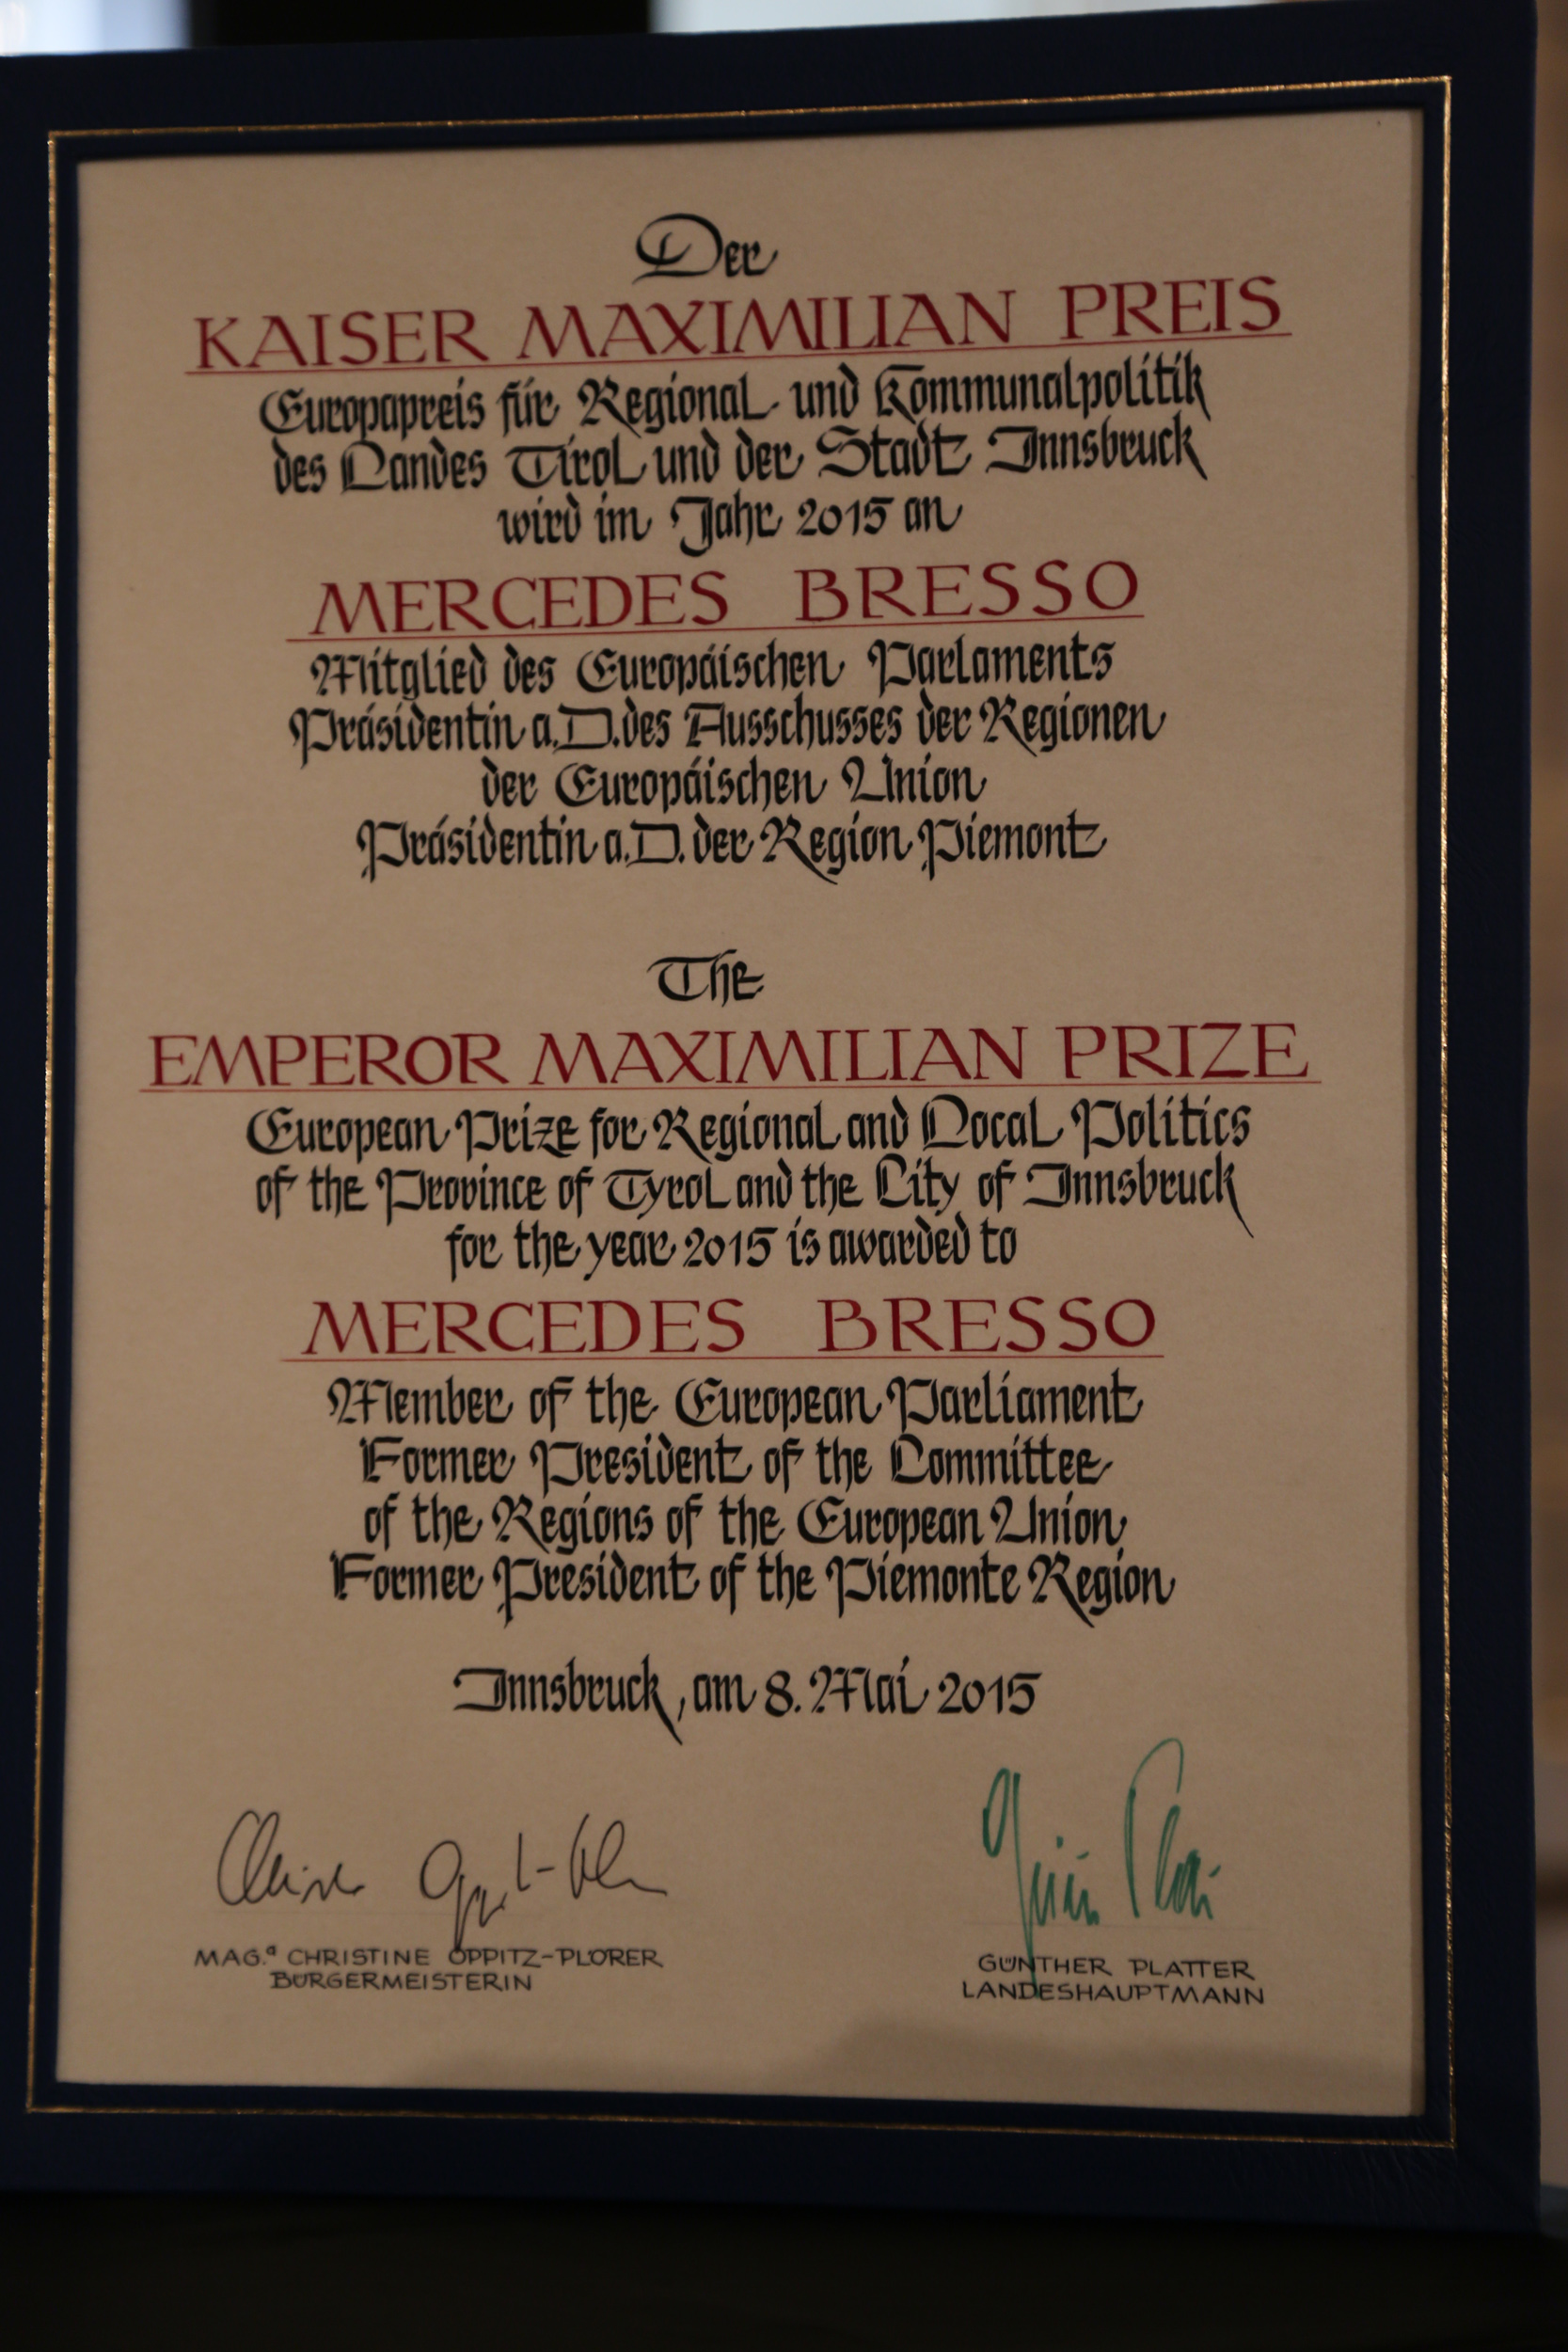 Der
KAISER MAXIMILIAN PREIS
Europapreis für Regional und Kommunalpolitik
des Landes Tirol und der Stadt Innsbruck
wird im Jahr 2015 an
MERCEDES BRESSO
Mitglied des Europäischen Parlaments
Präsidentin a.D. des Ausschusses der Regionen
der Europäischen Union
Präsidentin a.D. der Region Piemont
The
EMPEROR MAXIMILIAN PRIZE
European Prize for Regional and Local Politics
of the Province of Tyrol and the City of Innsbruck
for the year 2015 is awarded to
MERCEDES BRESSO
Member of the European Parliament
Former President of the Committee
of the Regions of the European Union
Former President of the Piemonte Region
Innsbruck, am 8. Mai 2015
MAG.ª CHRISTINE OPPITZ-PLÖRER
BÜRGERMEISTERIN
GÜNTHER PLATTER
LANDESHAUPTMANN